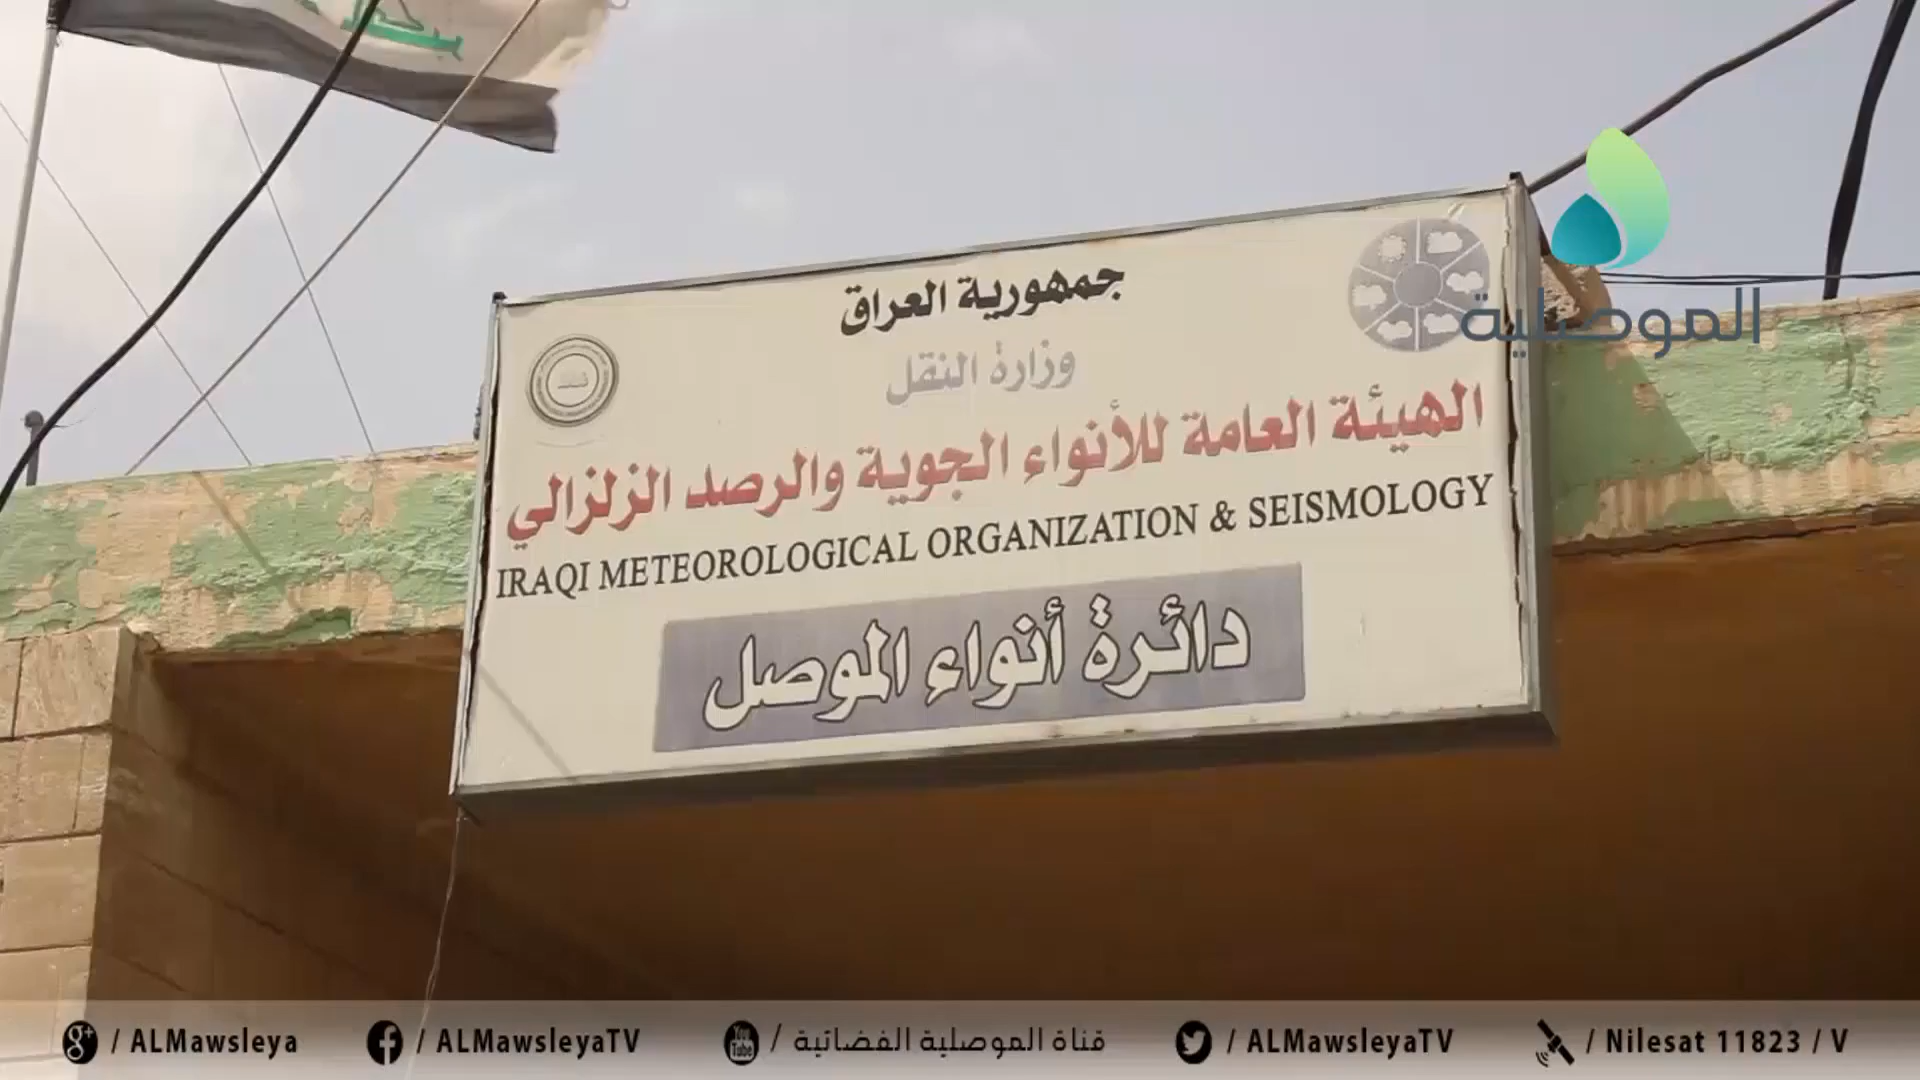 جمهورية العراق
وزارة النقل
الهيئة العامة للأنواء الجوية والرصد الزلزالي
IRAQI METEOROLOGICAL ORGANIZATION & SEISMOLOGY
دائرة أنواء الموصل
الموصلية
/ ALMawsleya
/ ALMawsleyaTV
/ قناة الموصلية الفضائية
/ ALMawsleyaTV
/ Nilesat 11823 / V